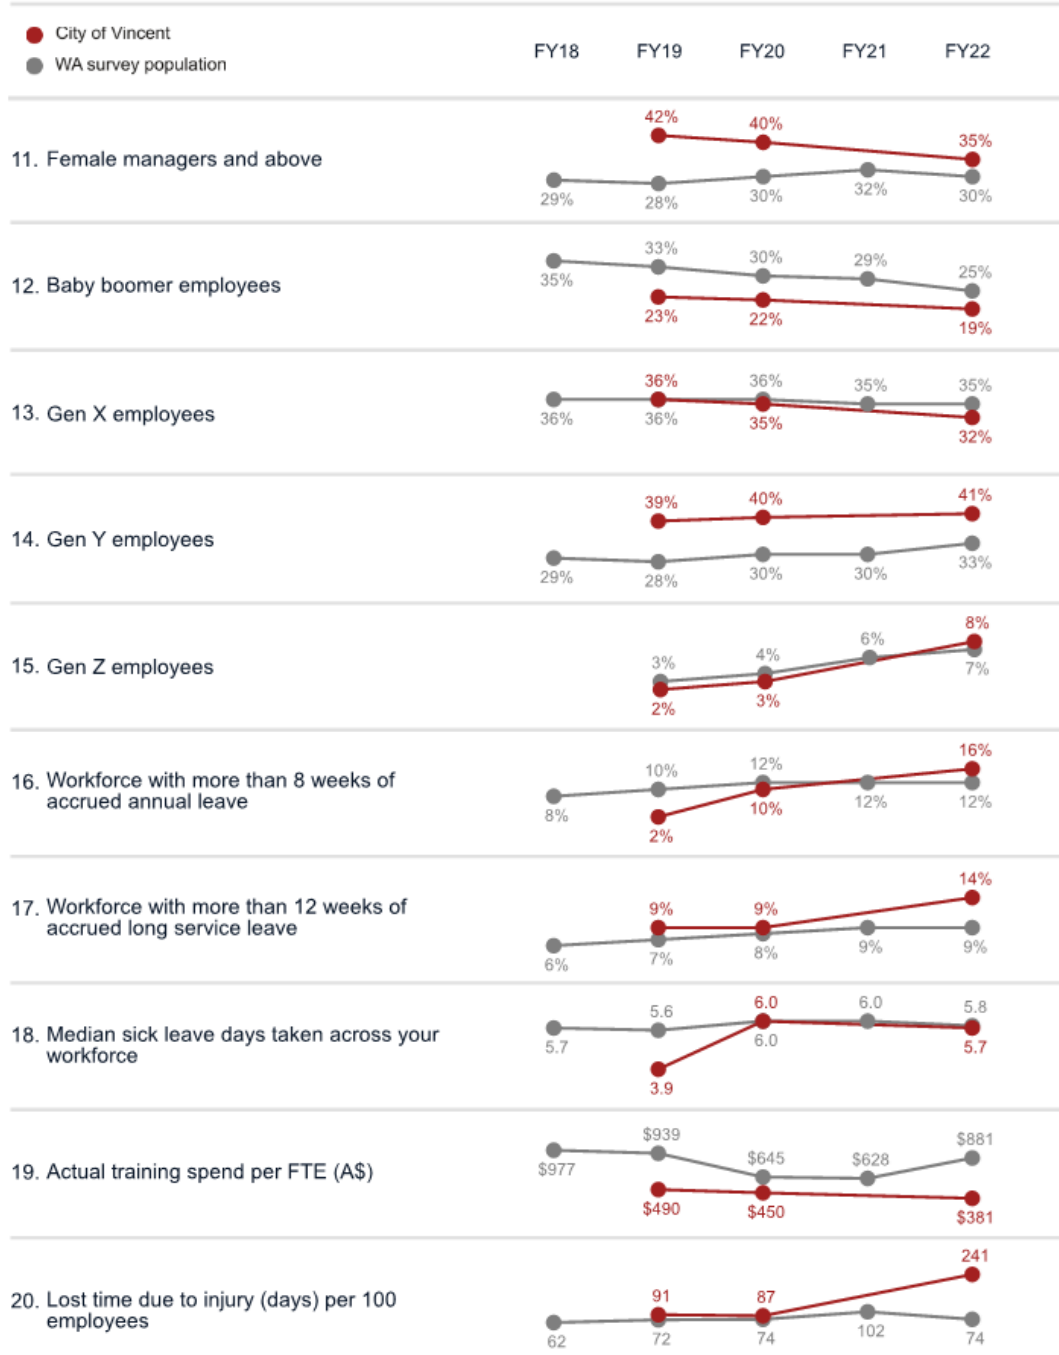 City of Vincent
WA survey population
FY18 FY19 FY20 FY21 FY22
11. Female managers and above
42% 40% 35%
29% 28% 30% 32% 30%
12. Baby boomer employees
35% 33% 30% 29% 25%
23% 22% 19%
13. Gen X employees
36% 36% 35% 35%
36% 36% 35% 32%
14. Gen Y employees
39% 40% 41%
29% 28% 30% 30% 33%
15. Gen Z employees
3% 4% 6% 8%
2% 3% 7%
16. Workforce with more than 8 weeks of
accrued annual leave
10% 12% 16%
8% 2% 10% 12% 12%
17. Workforce with more than 12 weeks of
accrued long service leave
9% 9% 14%
6% 7% 8% 9% 9%
18. Median sick leave days taken across your
workforce
5.6 6.0 6.0 5.8
5.7 3.9 6.0 5.7
19. Actual training spend per FTE (A$)
$977 $939 $645 $628 $881
$490 $450 $381
20. Lost time due to injury (days) per 100
employees
91 87 241
62 72 74 102 74